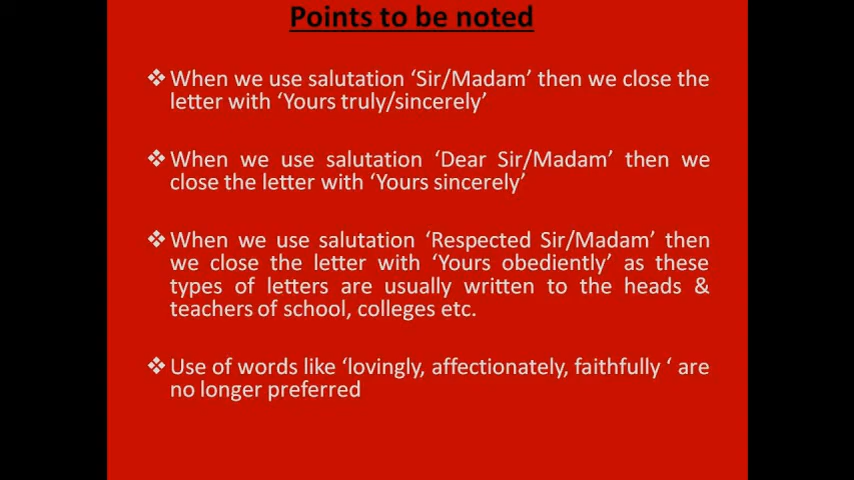 Points to be noted
❖ When we use salutation ‘Sir/Madam’ then we close the
letter with ‘Yours truly/sincerely’
❖ When we use salutation ‘Dear Sir/Madam’ then we
close the letter with ‘Yours sincerely’
❖ When we use salutation ‘Respected Sir/Madam’ then
we close the letter with ‘Yours obediently’ as these
types of letters are usually written to the heads &
teachers of school, colleges etc.
❖ Use of words like ‘lovingly, affectionately, faithfully ‘ are
no longer preferred